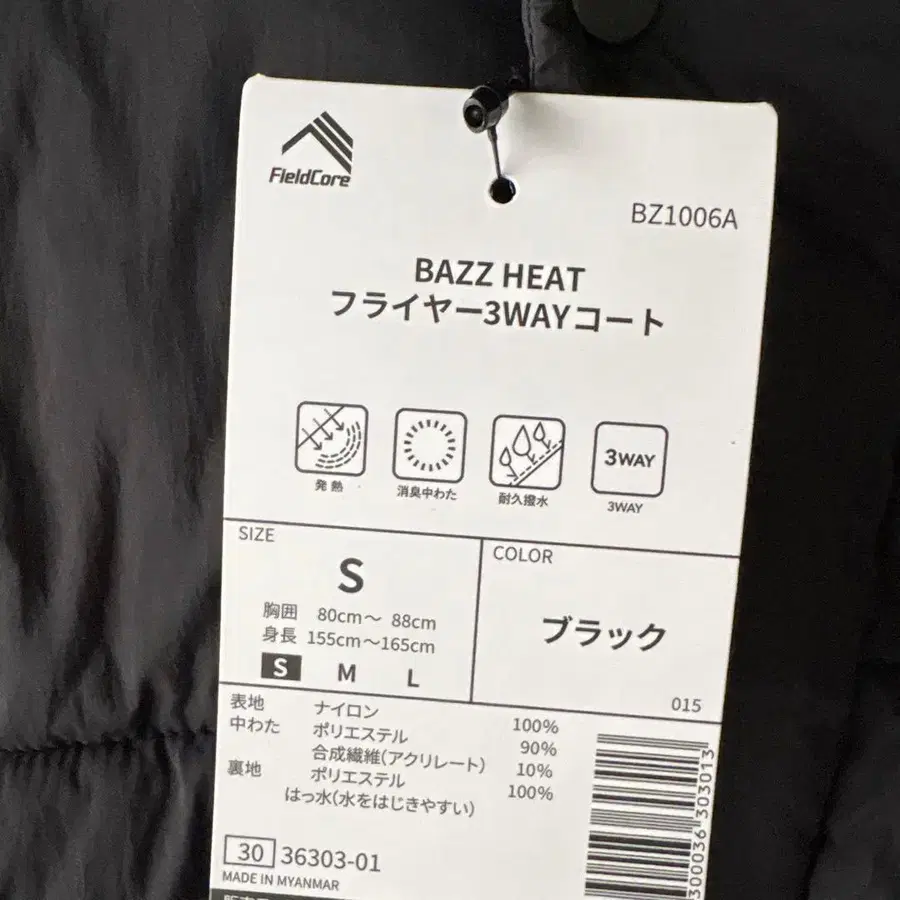 FieldCore
BZ1006A
BAZZ HEAT
フライヤー3WAYコート
3WAY
発熱
消臭中わた
耐久撥水
3WAY
SIZE
S
胸囲 80cm～ 88cm
身長 155cm～165cm
S M L
COLOR
ブラック
015
表地 ナイロン 100%
中わた ポリエステル 90%
合成繊維(アクリレート) 10%
裏地 ポリエステル 100%
はっ水(水をはじきやすい)
30 36303-01
MADE IN MYANMAR
300036 303013